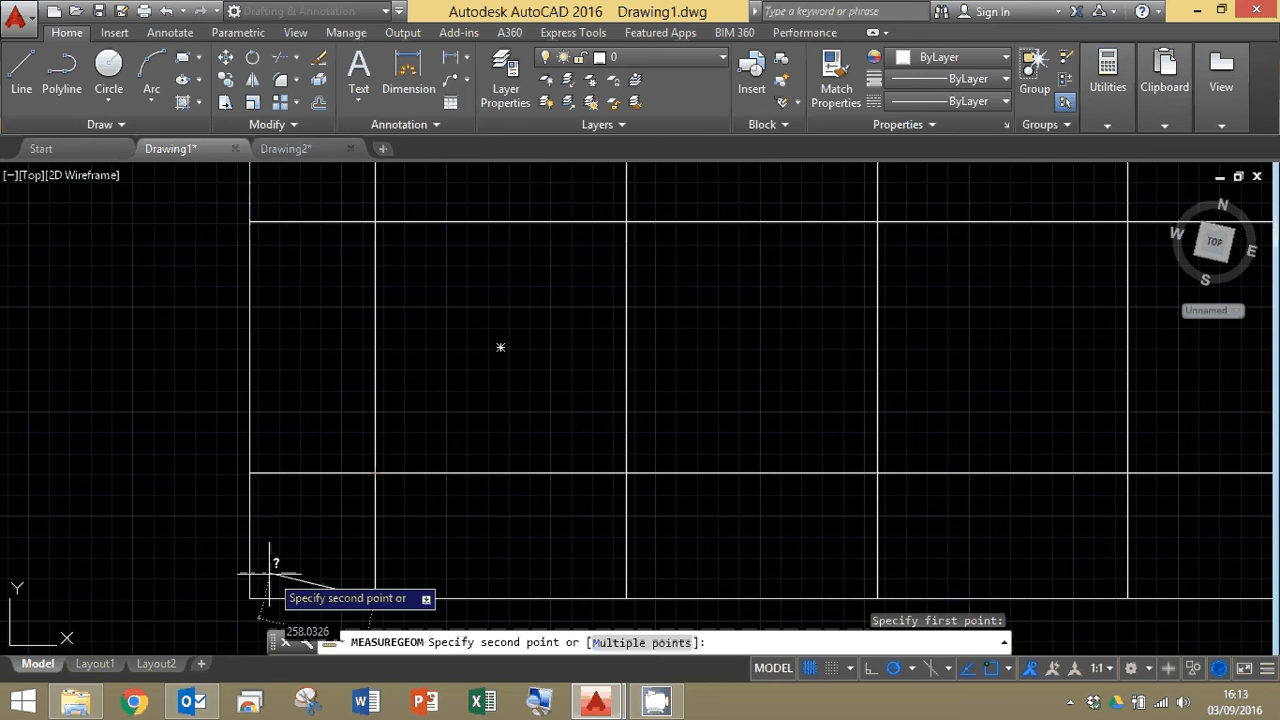 Drafting & Annotation
Autodesk AutoCAD 2016 Drawing1.dwg
Type a keyword or phrase
Sign In
Home Insert Annotate Parametric View Manage Output Add-ins A360 Express Tools Featured Apps BIM 360 Performance
Line Polyline Circle Arc
Text Dimension
Layer Properties
0
Insert
Match Properties
ByLayer
ByLayer
ByLayer
Group
Utilities
Clipboard
View
Draw Modify Annotation Layers Block Properties Groups
Start Drawing1* Drawing2*
[−][Top][2D Wireframe]
N
W TOP E
S
Unnamed
?
Y
X
Specify second point or
258.0326
Specify first point:
MEASUREGEOM Specify second point or [Multiple points]:
Model Layout1 Layout2
MODEL
1:1
16:13
03/09/2016